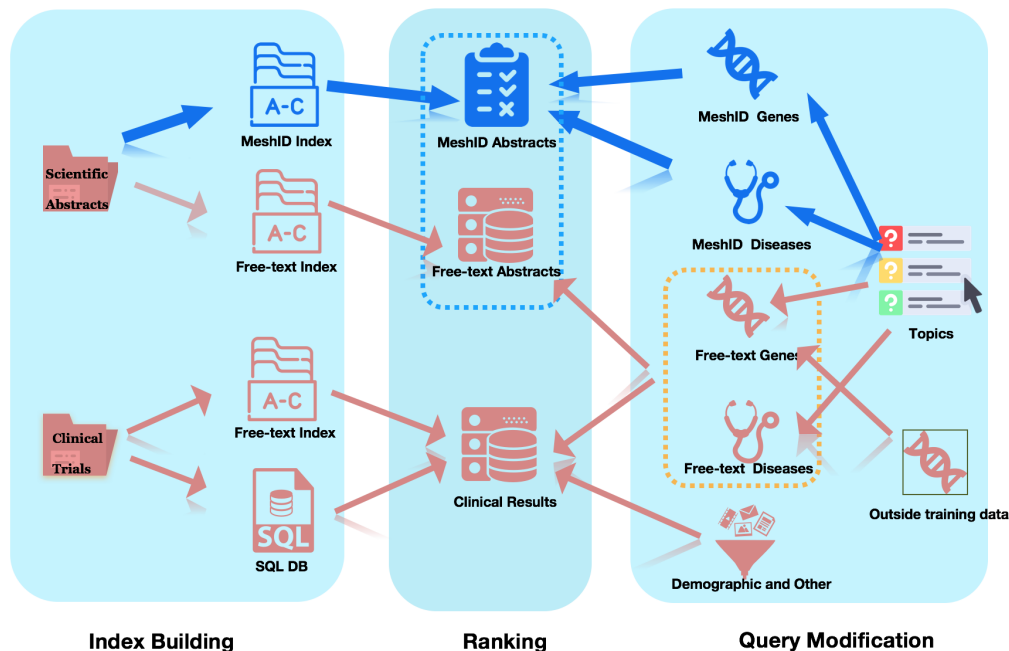 Scientific
Abstracts
A-C
MeshID Index
A-C
Free-text Index
Clinical
Trials
A-C
Free-text Index
SQL
SQL DB
Index Building
MeshID Abstracts
Free-text Abstracts
Clinical Results
Ranking
MeshID Genes
MeshID Diseases
?
?
?
Topics
Free-text Genes
Free-text Diseases
Outside training data
Demographic and Other
Query Modification